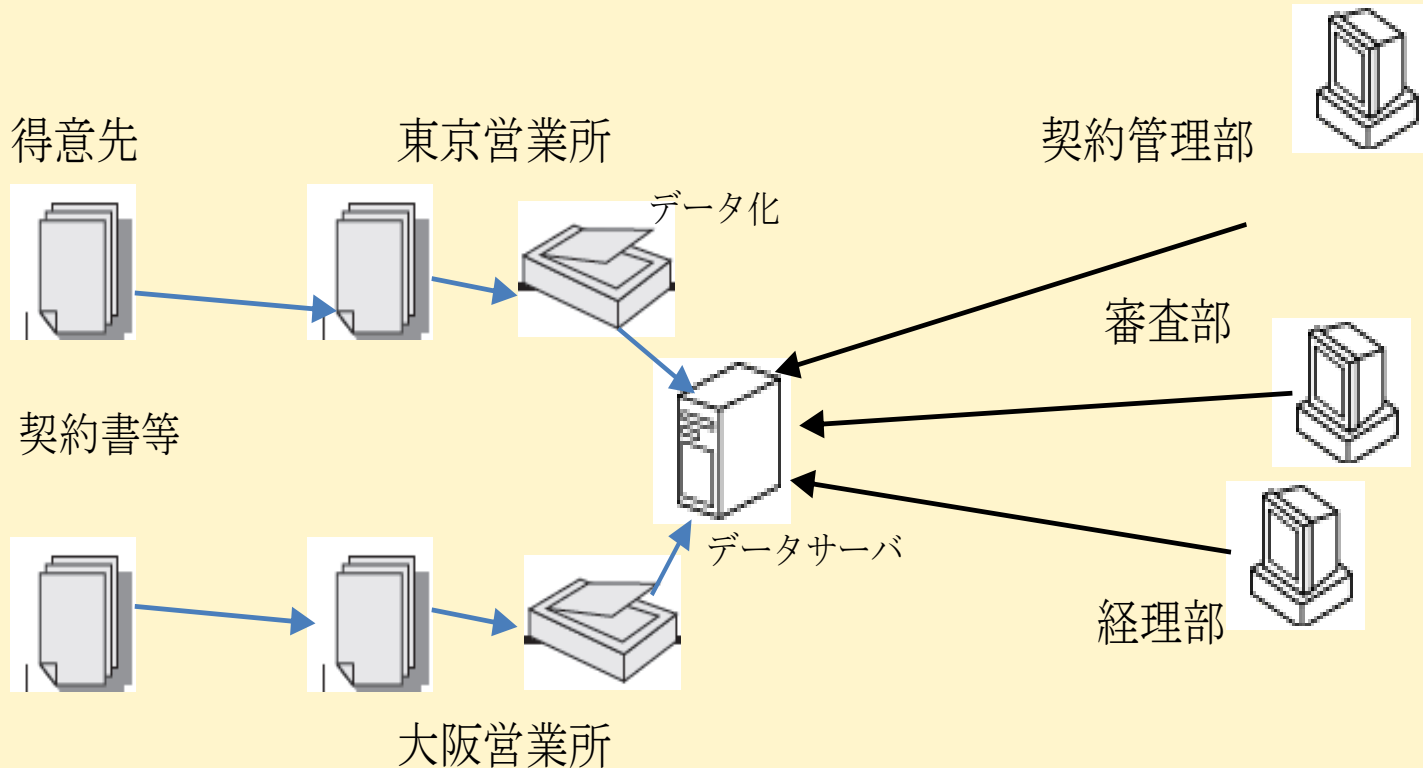 得意先
東京営業所
契約管理部
データ化
審査部
契約書等
データサーバ
経理部
大阪営業所